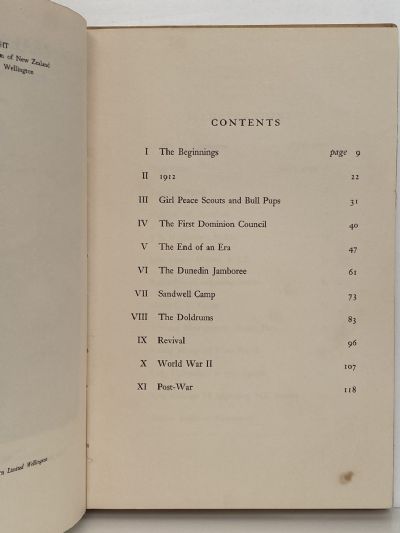 HT
of New Zealand
Wellington
Limited Wellington
CONTENTS
I The Beginnings page 9
II 1912 22
III Girl Peace Scouts and Bull Pups 31
IV The First Dominion Council 40
V The End of an Era 47
VI The Dunedin Jamboree 61
VII Sandwell Camp 73
VIII The Doldrums 83
IX Revival 96
X World War II 107
XI Post-War 118